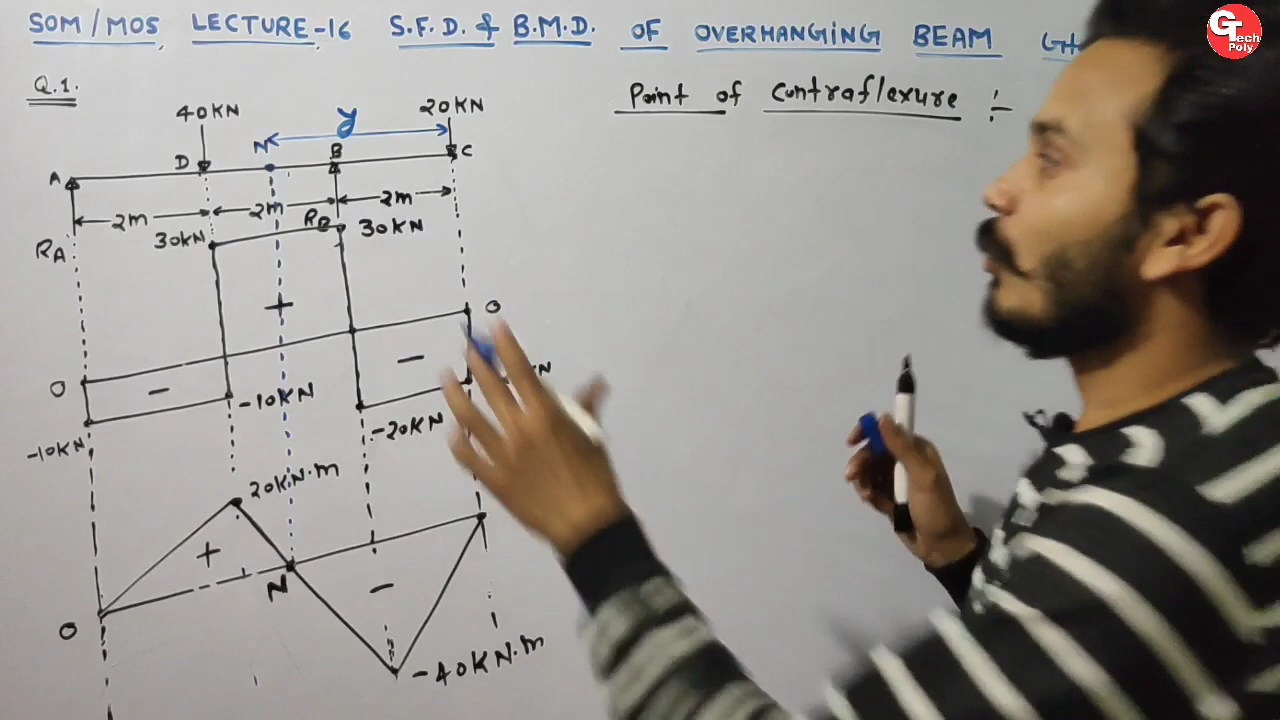 SOM/MOS LECTURE-16 S.F.D. & B.M.D. OF OVERHANGING BEAM
GTech Poly
Q.1.
Point of Contraflexure :-
40KN 20KN
y
A D N B C
2m 2m 2m
RA RB
30KN 30KN
+
0 0
- -
-10KN -10KN -20KN
20KN.m
+ -
N
0
-40KN.m